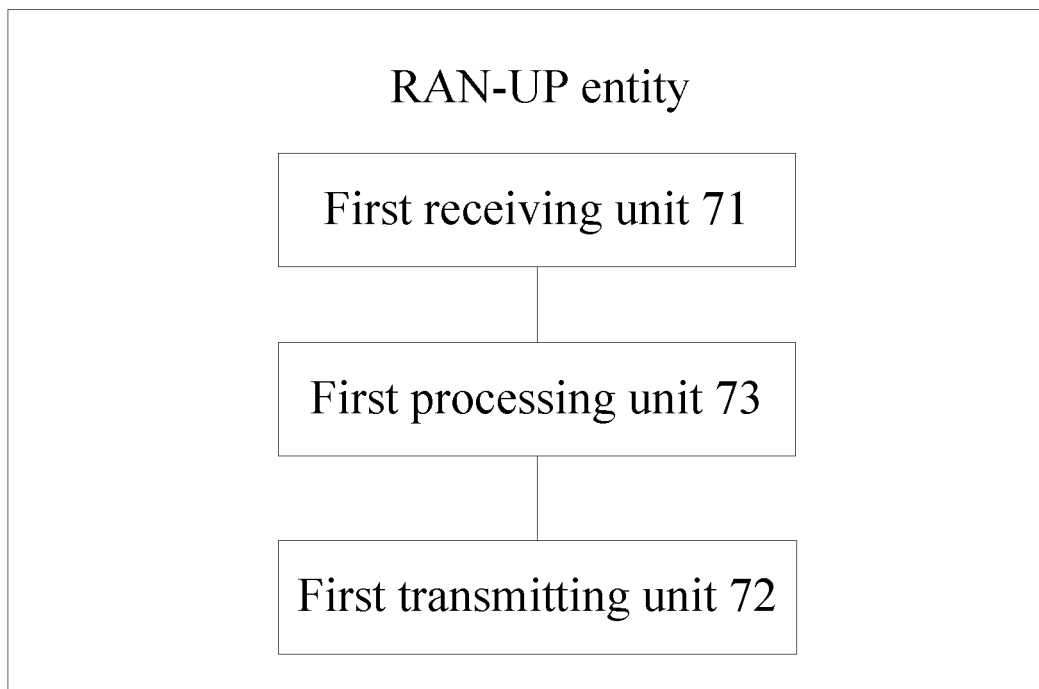 RAN-UP entity
First receiving unit 71
First processing unit 73
First transmitting unit 72